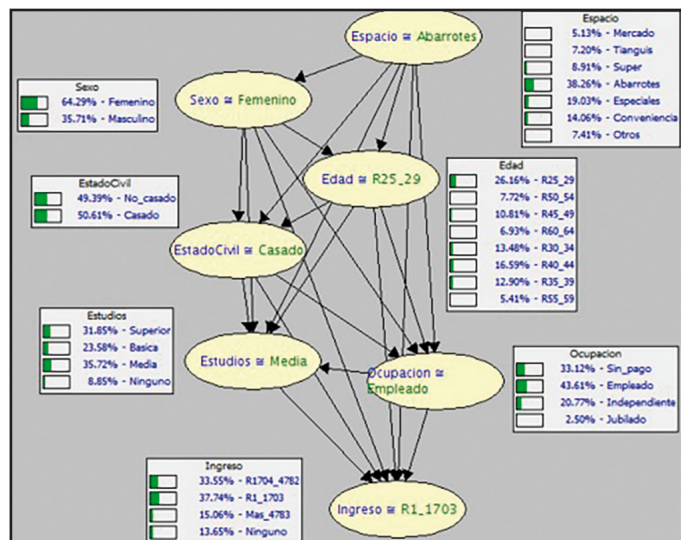 Espacio
5.13% - Mercado
7.20% - Tianguis
8.91% - Super
38.26% - Abarrotes
19.03% - Especiales
14.06% - Conveniencia
7.41% - Otros
Espacio ≅ Abarrotes
Sexo
64.29% - Femenino
35.71% - Masculino
Sexo ≅ Femenino
Edad
26.16% - R25_29
7.72% - R50_54
10.81% - R45_49
6.93% - R60_64
13.48% - R30_34
16.59% - R40_44
12.90% - R35_39
5.41% - R55_59
Edad ≅ R25_29
EstadoCivil
49.39% - No_casado
50.61% - Casado
EstadoCivil ≅ Casado
Estudios
31.85% - Superior
23.58% - Basica
35.72% - Media
8.85% - Ninguno
Estudios ≅ Media
Ocupacion ≅
Empleado
Ocupacion
33.12% - Sin_pago
43.61% - Empleado
20.77% - Independiente
2.50% - Jubilado
Ingreso
33.55% - R1704_4782
37.74% - R1_1703
15.06% - Mas_4783
13.65% - Ninguno
Ingreso ≅ R1_1703